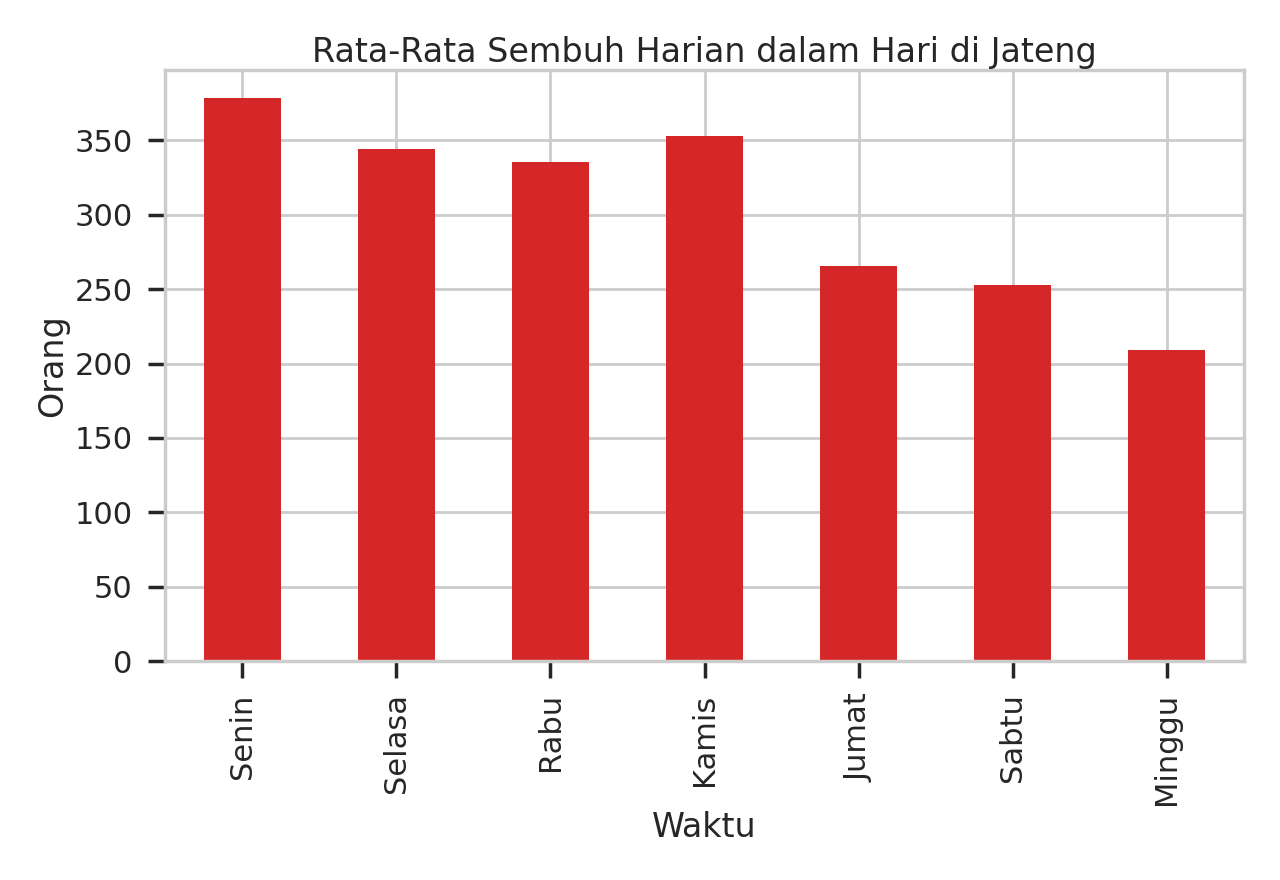 Rata-Rata Sembuh Harian dalam Hari di Jateng
Orang
350
300
250
200
150
100
50
0
Senin
Selasa
Rabu
Kamis
Jumat
Sabtu
Minggu
Waktu